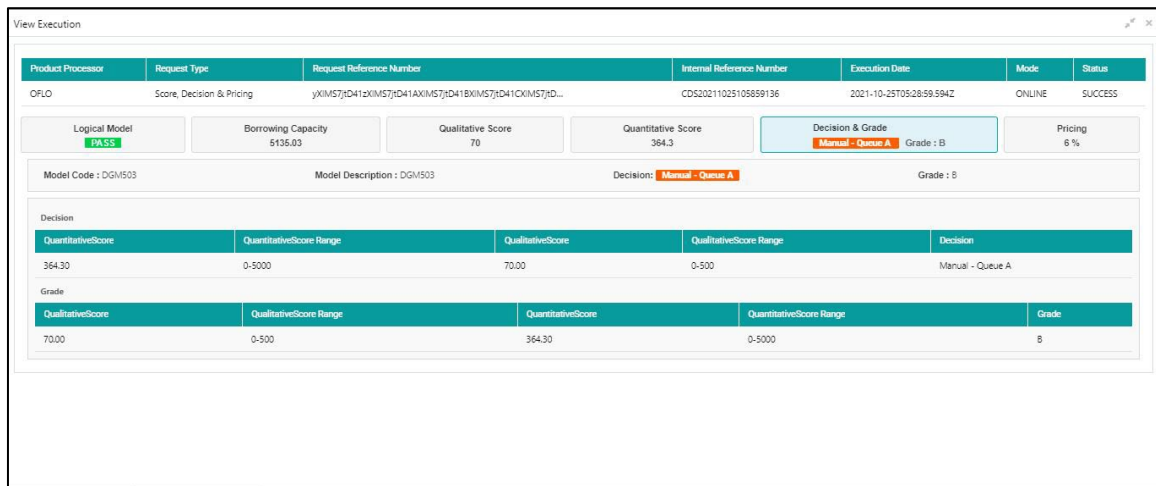 View Execution
Product Processor Request Type Request Reference Number Internal Reference Number Execution Date Mode Status
OFLO Score, Decision & Pricing yXIMS7jtD41zXIMS7jtD41AXIMS7jtD41BXIMS7jtD41CXIMS7jtD... CDS20211025105859136 2021-10-25T05:28:59.594Z ONLINE SUCCESS
Logical Model Borrowing Capacity Qualitative Score Quantitative Score Decision & Grade Pricing
PASS 5135.03 70 364.3 Manual - Queue A Grade : B 6 %
Model Code : DGM503 Model Description : DGM503 Decision: Manual - Queue A Grade : B
Decision
QuantitativeScore QuantitativeScore Range QualitativeScore QualitativeScore Range Decision
364.30 0-5000 70.00 0-500 Manual - Queue A
Grade
QualitativeScore QualitativeScore Range QuantitativeScore QuantitativeScore Range Grade
70.00 0-500 364.30 0-5000 B